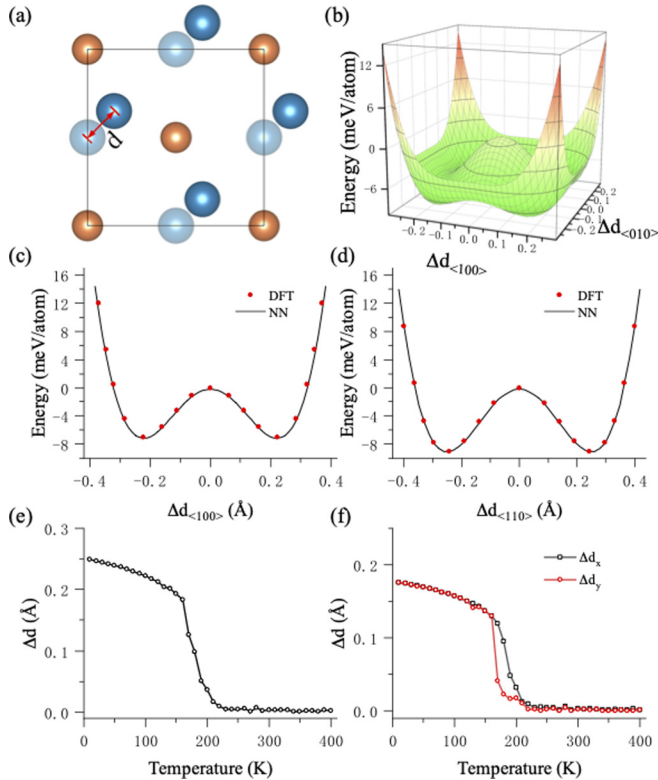 (a)
d
(b)
Energy (meV/atom)
12
6
0
-6
-0.2 -0.1 0.0 0.1 0.2
Δd<100>
0.2
0.1
0.0
-0.1
-0.2
Δd<010>
(c)
Energy (meV/atom)
16
12
8
4
0
-4
-8
DFT
NN
-0.4 -0.2 0.0 0.2 0.4
Δd<100> (Å)
(d)
Energy (meV/atom)
16
12
8
4
0
-4
-8
DFT
NN
-0.4 -0.2 0.0 0.2 0.4
Δd<110> (Å)
(e)
Δd (Å)
0.3
0.2
0.1
0.0
0 100 200 300 400
Temperature (K)
(f)
Δd (Å)
0.2
0.1
0.0
Δdx
Δdy
0 100 200 300 400
Temperature (K)